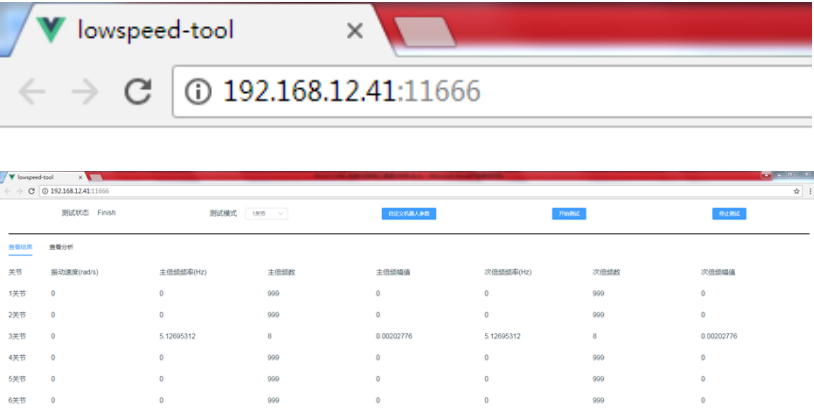 lowspeed-tool
192.168.12.41:11666
lowspeed-tool
192.168.12.41:11666
测试状态 Finish 测试模式 1关节 自定义机器人参数 开始测试 停止测试
查看结果 查看分析
关节 振动速度(rad/s) 主倍频频率(Hz) 主倍频数 主倍频幅值 次倍频频率(Hz) 次倍频数 次倍频幅值
1关节 0 0 999 0 0 999 0
2关节 0 0 999 0 0 999 0
3关节 0 5.12695312 8 0.00202776 5.12695312 8 0.00202776
4关节 0 0 999 0 0 999 0
5关节 0 0 999 0 0 999 0
6关节 0 0 999 0 0 999 0